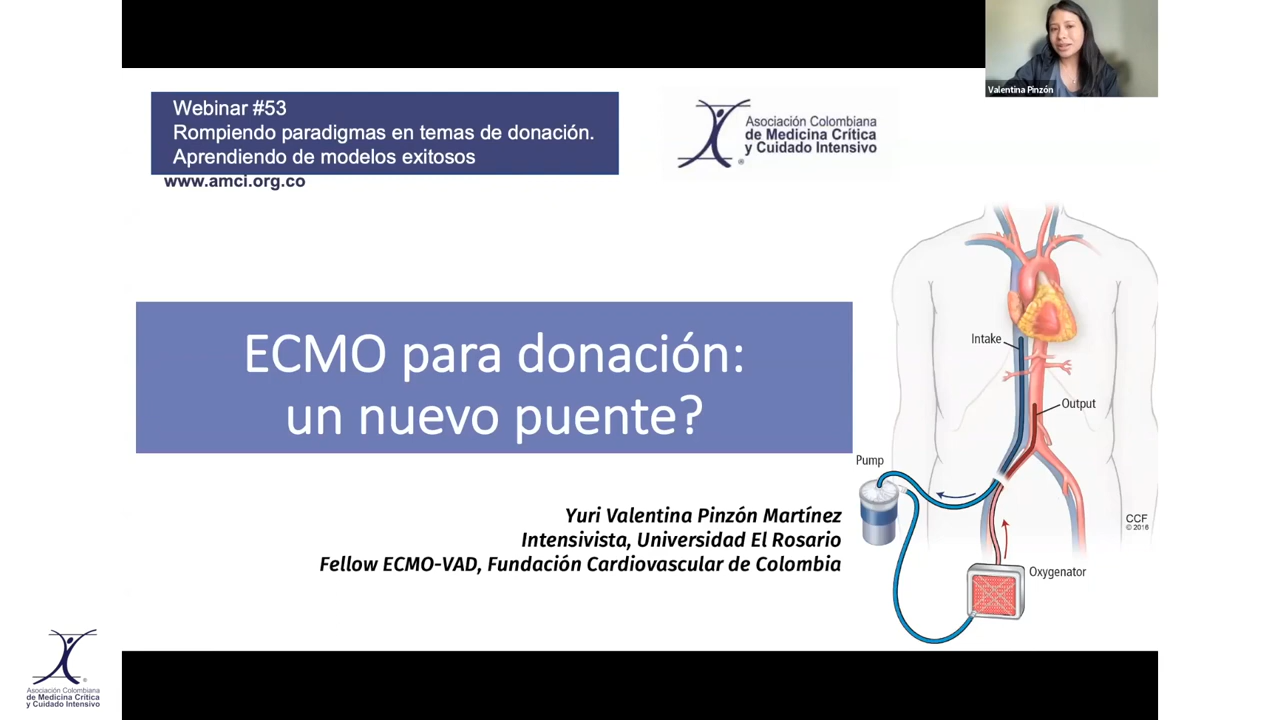 Valentina Pinzón
Webinar #53
Rompiendo paradigmas en temas de donación.
Aprendiendo de modelos exitosos
www.amci.org.co
Asociación Colombiana
de Medicina Crítica
y Cuidado Intensivo
®
ECMO para donación:
un nuevo puente?
Intake
Output
Pump
CCF
© 2016
Oxygenator
Yuri Valentina Pinzón Martínez
Intensivista, Universidad El Rosario
Fellow ECMO-VAD, Fundación Cardiovascular de Colombia
®
Asociación Colombiana
de Medicina Crítica
y Cuidado Intensivo